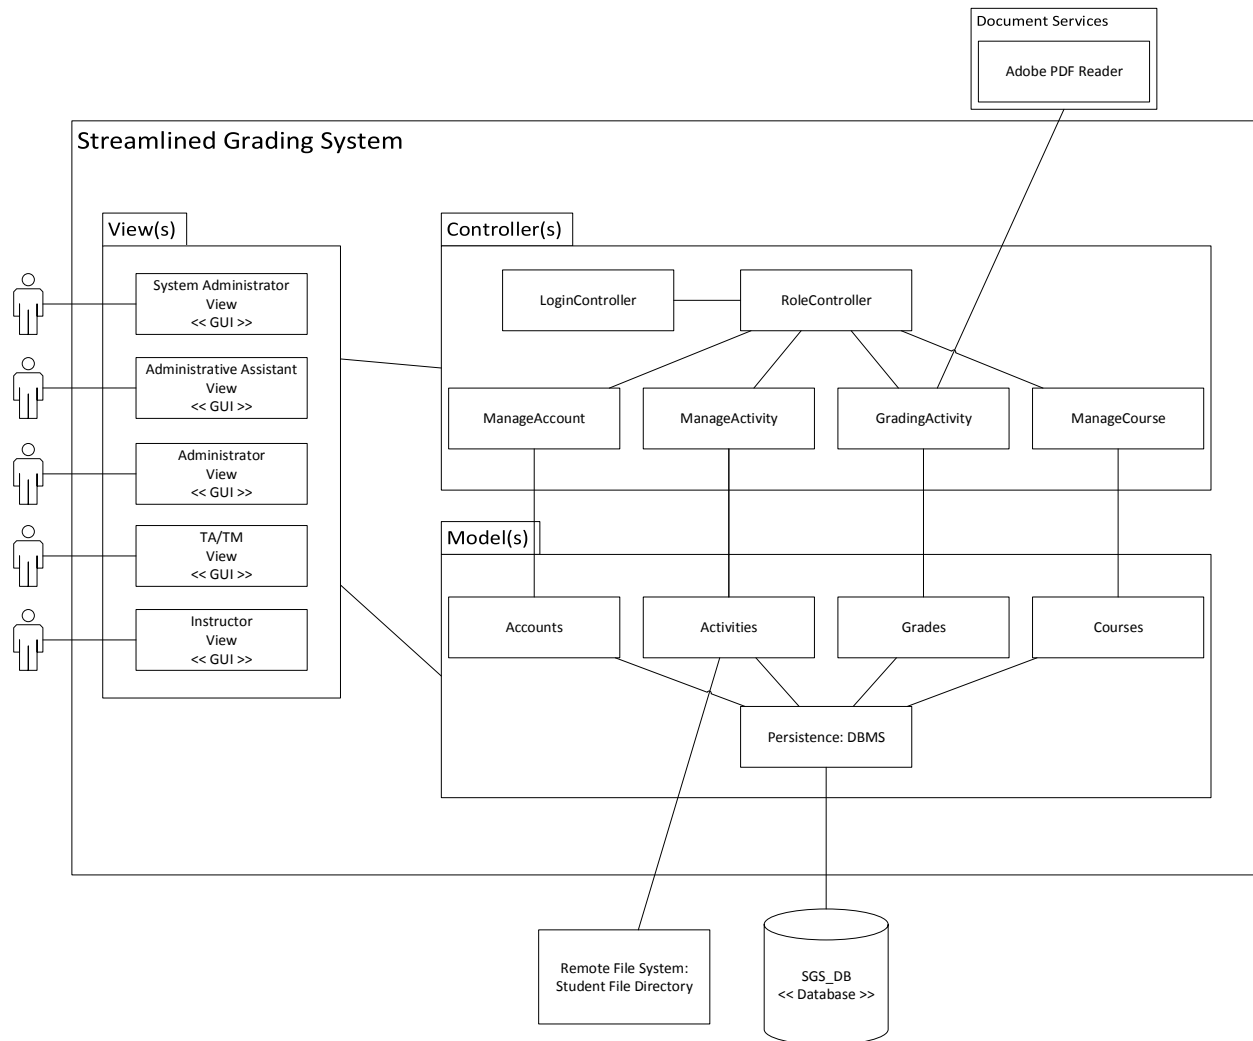 Document Services
Adobe PDF Reader
Streamlined Grading System
View(s)
System Administrator
View
<< GUI >>
Administrative Assistant
View
<< GUI >>
Administrator
View
<< GUI >>
TA/TM
View
<< GUI >>
Instructor
View
<< GUI >>
Controller(s)
LoginController
RoleController
ManageAccount
ManageActivity
GradingActivity
ManageCourse
Model(s)
Accounts
Activities
Grades
Courses
Persistence: DBMS
Remote File System:
Student File Directory
SGS_DB
<< Database >>